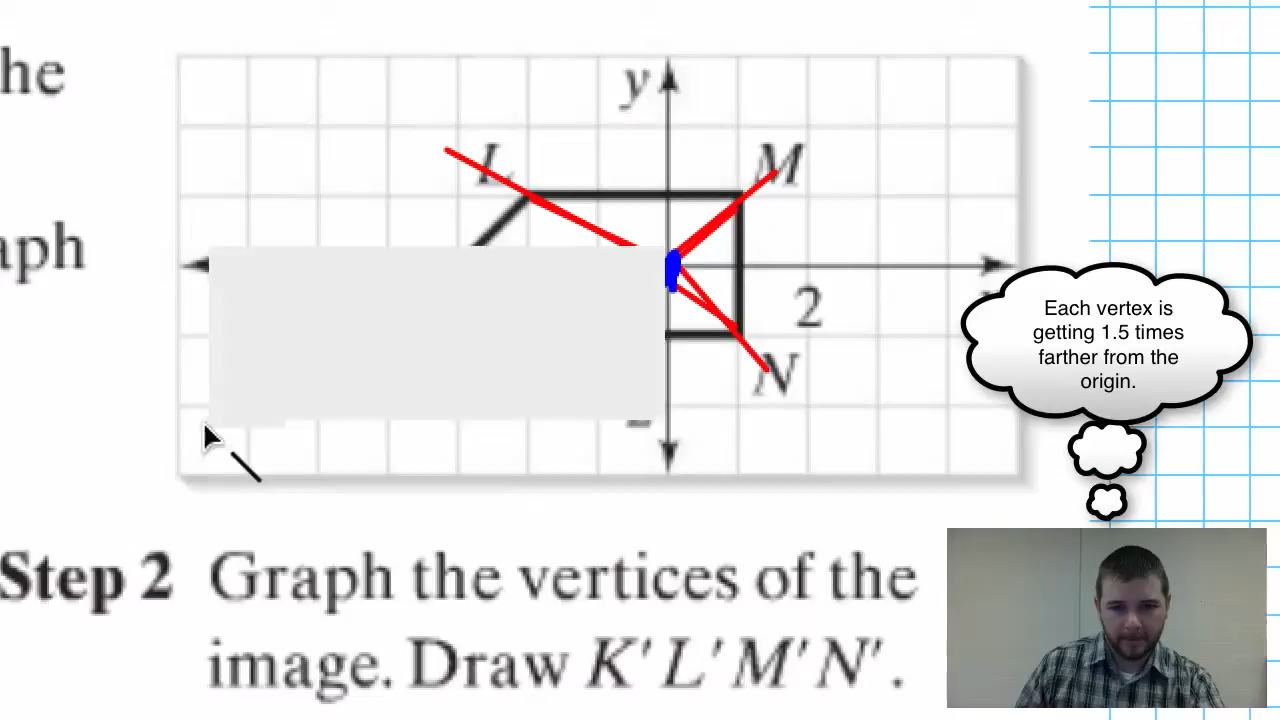 he
aph
y
L
M
2
N
Each vertex is
getting 1.5 times
farther from the
origin.
Step 2 Graph the vertices of the
image. Draw K′L′M′N′.